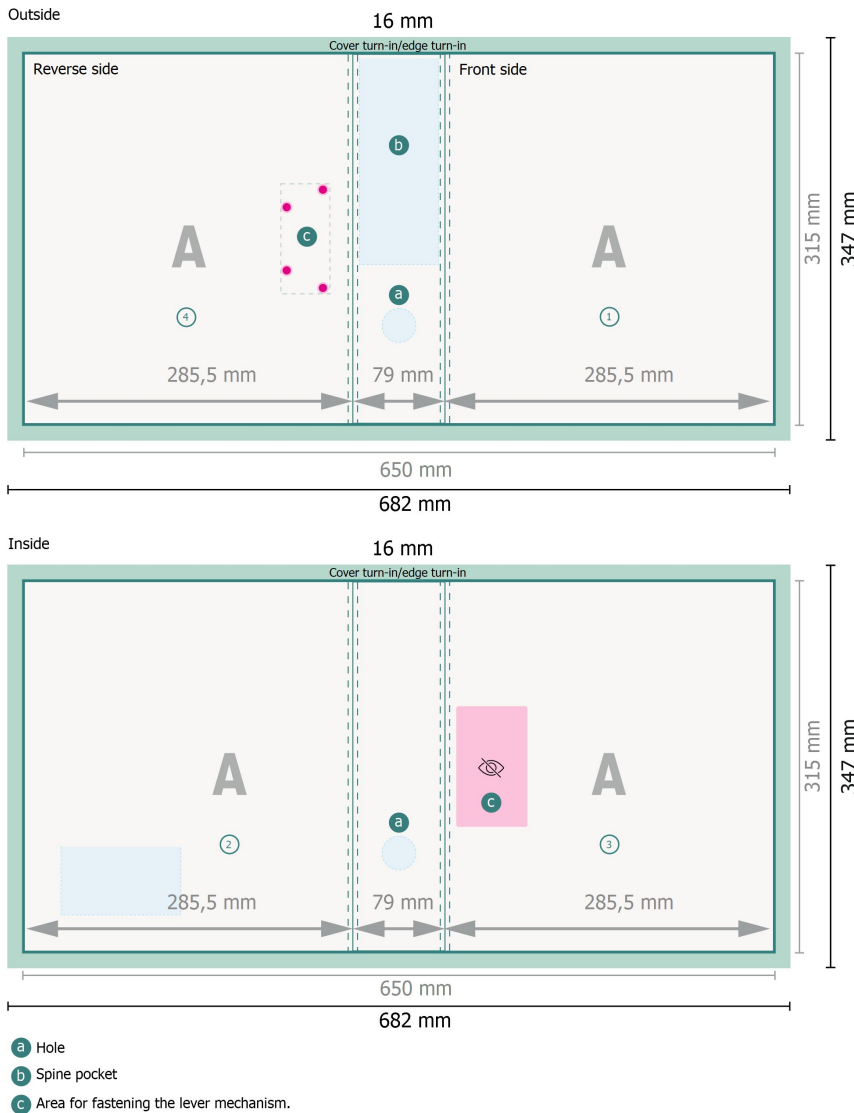 Outside
16 mm
Cover turn-in/edge turn-in
Reverse side
Front side
b
c
A
A
a
4
1
285,5 mm
79 mm
285,5 mm
315 mm
347 mm
650 mm
682 mm
Inside
16 mm
Cover turn-in/edge turn-in
A
A
c
a
2
3
285,5 mm
79 mm
285,5 mm
315 mm
347 mm
650 mm
682 mm
a Hole
b Spine pocket
c Area for fastening the lever mechanism.